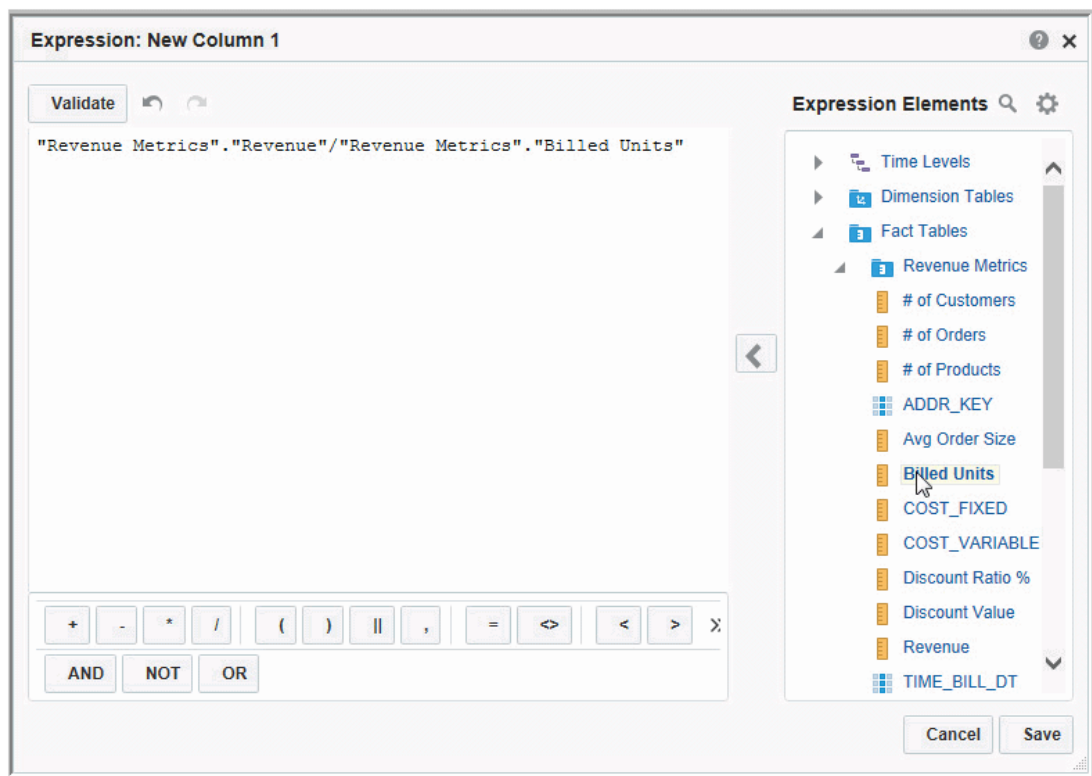 Expression: New Column 1
Validate
Expression Elements
"Revenue Metrics"."Revenue"/"Revenue Metrics"."Billed Units"
Time Levels
Dimension Tables
Fact Tables
Revenue Metrics
# of Customers
# of Orders
# of Products
ADDR_KEY
Avg Order Size
Billed Units
COST_FIXED
COST_VARIABLE
Discount Ratio %
Discount Value
Revenue
TIME_BILL_DT
+ - * / ( ) || , = <> < > »
AND NOT OR
Cancel Save